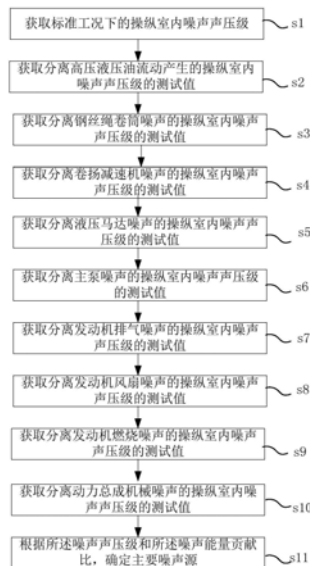 获取标准工况下的操纵室内噪声声压级
s1
获取分离高压液压油流动产生的操纵室内
噪声声压级的测试值
s2
获取分离钢丝绳卷筒噪声的操纵室内噪声
声压级的测试值
s3
获取分离卷扬减速机噪声的操纵室内噪声
声压级的测试值
s4
获取分离液压马达噪声的操纵室内噪声声
压级的测试值
s5
获取分离主泵噪声的操纵室内噪声声压级
的测试值
s6
获取分离发动机排气噪声的操纵室内噪声
声压级的测试值
s7
获取分离发动机风扇噪声的操纵室内噪声
声压级的测试值
s8
获取分离发动机燃烧噪声的操纵室内噪声
声压级的测试值
s9
获取分离动力总成机械噪声的操纵室内噪
声声压级的测试值
s10
根据所述噪声声压级和所述噪声能量贡献
比，确定主要噪声源
s11